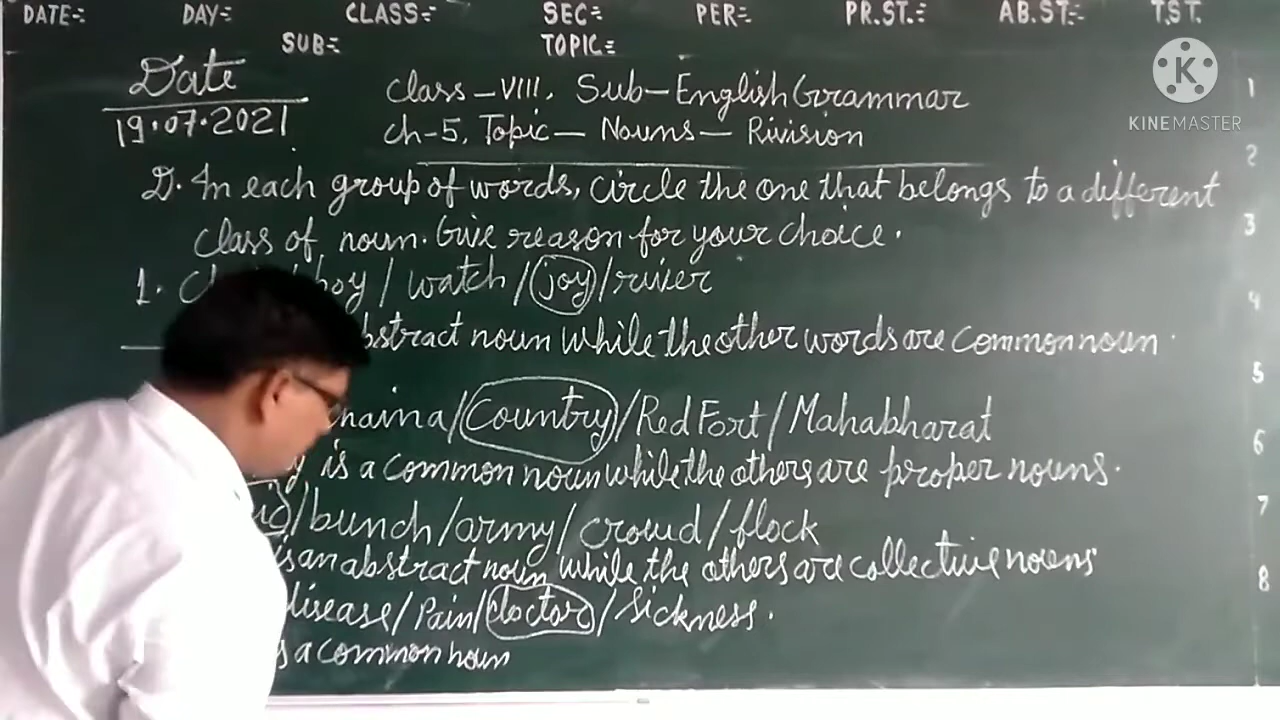 DATE:- DAY:- CLASS:- SEC:- PER:- PR.ST.:- AB.ST:- T.ST.
SUB:- TOPIC:-
Date
19.07.2021
Class - VIII, Sub - English Grammar
Ch-5, Topic - Nouns - Rivision
D. In each group of words, circle the one that belongs to a different
class of noun. Give reason for your choice.
1. boy / watch / joy / river
abstract noun while the other words are common noun.
Country / Red Fort / Mahabharat
is a common noun while the others are proper nouns.
/ bunch / army / crowd / flock
is an abstract noun while the others are collective nouns
disease / Pain / doctor / Sickness.
a common noun
K
KINEMASTER
1
2
3
4
5
6
7
8